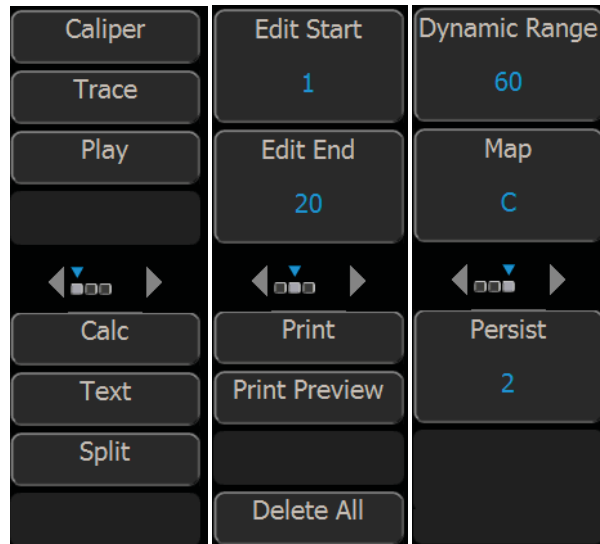 Caliper
Trace
Play
Calc
Text
Split
Edit Start
1
Edit End
20
Print
Print Preview
Delete All
Dynamic Range
60
Map
C
Persist
2